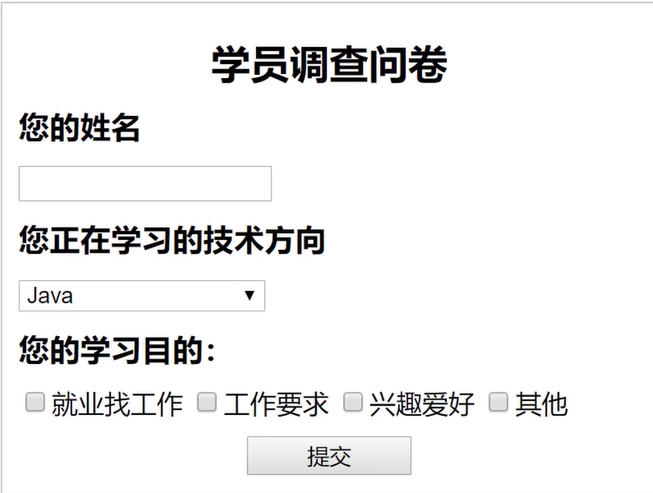 学员调查问卷
您的姓名
您正在学习的技术方向
Java
您的学习目的：
就业找工作 工作要求 兴趣爱好 其他
提交